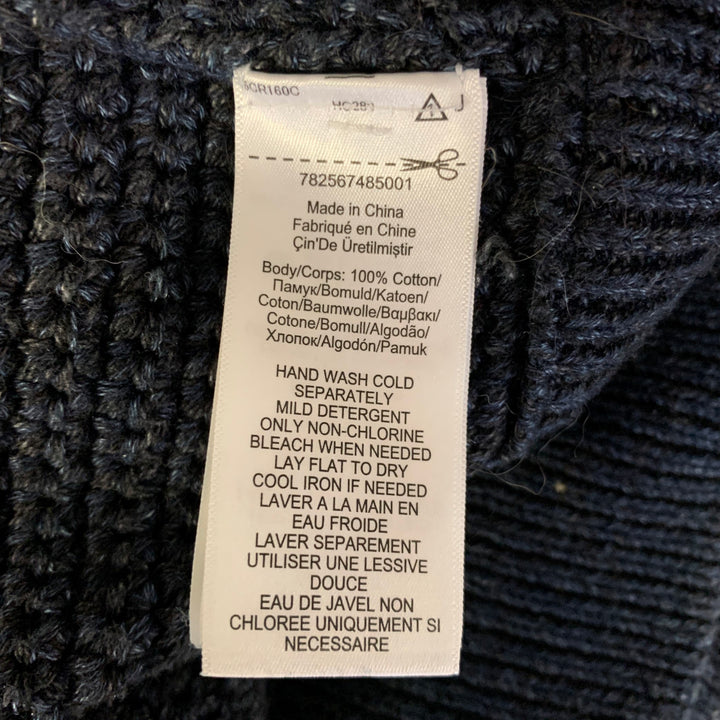 782567485001
Made in China
Fabriqué en Chine
Çin'De Üretilmiştir
Body/Corps: 100% Cotton/
Памук/Bomuld/Katoen/
Coton/Baumwolle/Βαμβακι/
Cotone/Bomull/Algodão/
Хлопок/Algodón/Pamuk
HAND WASH COLD
SEPARATELY
MILD DETERGENT
ONLY NON-CHLORINE
BLEACH WHEN NEEDED
LAY FLAT TO DRY
COOL IRON IF NEEDED
LAVER A LA MAIN EN
EAU FROIDE
LAVER SEPAREMENT
UTILISER UNE LESSIVE
DOUCE
EAU DE JAVEL NON
CHLOREE UNIQUEMENT SI
NECESSAIRE